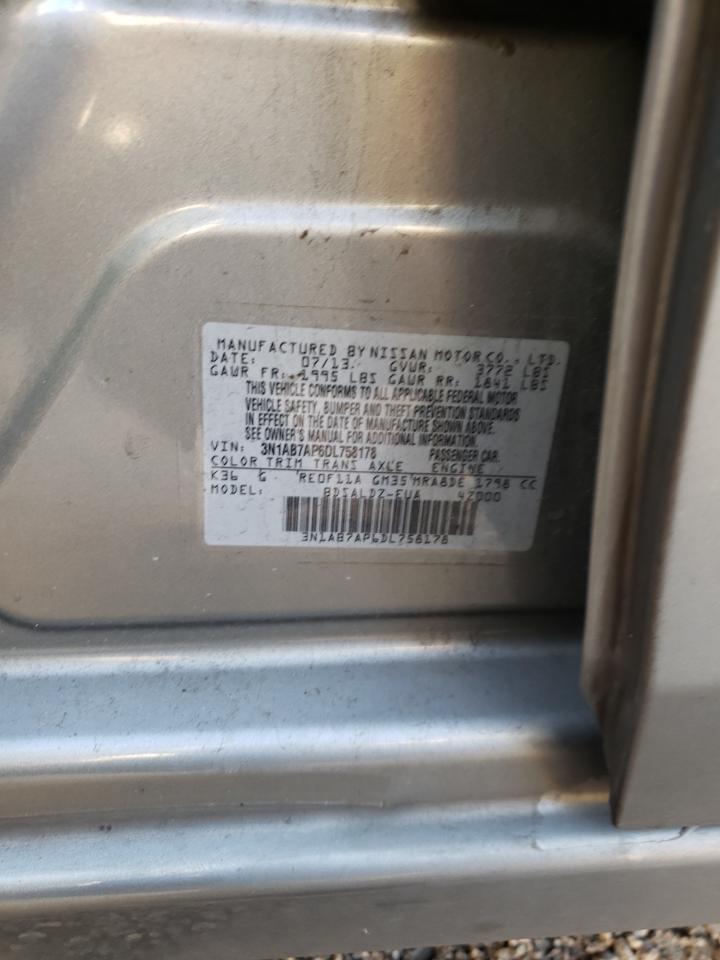 MANUFACTURED BY NISSAN MOTOR CO., LTD.
DATE: 07/13 GVWR: 3772 LBS
GAWR FR: 1995 LBS GAWR RR: 1841 LBS
THIS VEHICLE CONFORMS TO ALL APPLICABLE FEDERAL MOTOR
VEHICLE SAFETY, BUMPER AND THEFT PREVENTION STANDARDS
IN EFFECT ON THE DATE OF MANUFACTURE SHOWN ABOVE.
SEE OWNER'S MANUAL FOR ADDITIONAL INFORMATION.
VIN: 3N1AB7AP6DL758178 PASSENGER CAR.
COLOR TRIM TRANS AXLE ENGINE
K36 G RE0F11A GM35 MRA8DE 1798 CC
MODEL: BDSALDZ-EUA 42000
3N1AB7AP6DL758178